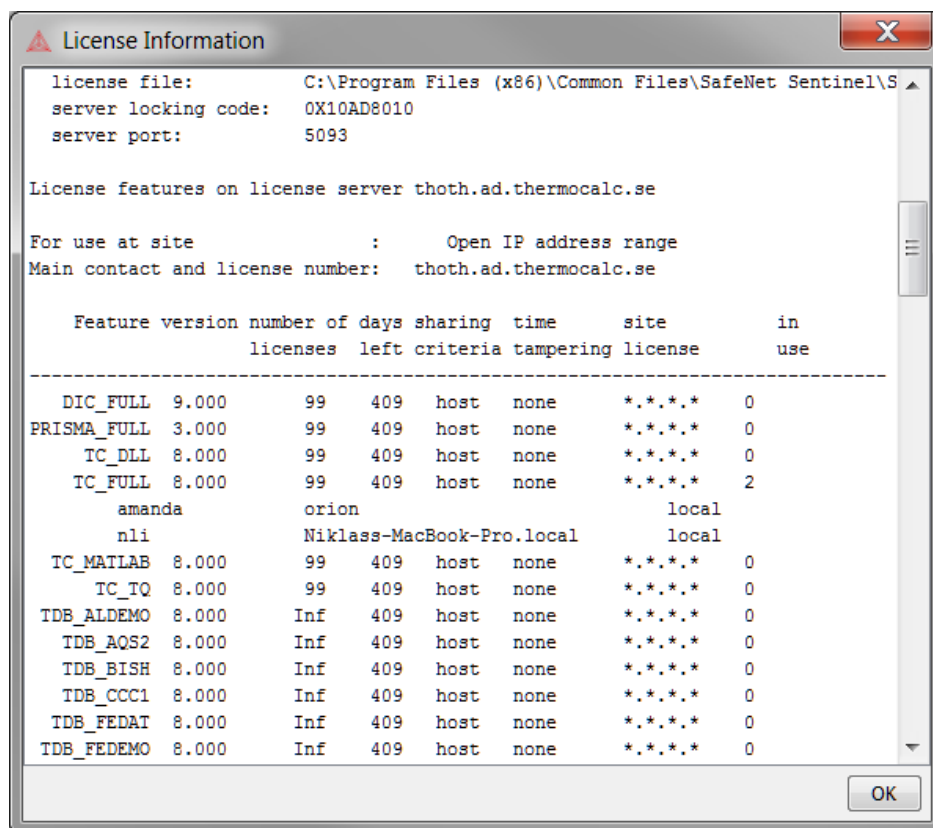 License Information
license file: C:\Program Files (x86)\Common Files\SafeNet Sentinel\S
server locking code: 0X10AD8010
server port: 5093
License features on license server thoth.ad.thermocalc.se
For use at site : Open IP address range
Main contact and license number: thoth.ad.thermocalc.se
Feature version number of days sharing time site in
licenses left criteria tampering license use
--------------------------------------------------------------------------------
DIC_FULL 9.000 99 409 host none *.*.*.* 0
PRISMA_FULL 3.000 99 409 host none *.*.*.* 0
TC_DLL 8.000 99 409 host none *.*.*.* 0
TC_FULL 8.000 99 409 host none *.*.*.* 2
amanda orion local
nli Niklass-MacBook-Pro.local local
TC_MATLAB 8.000 99 409 host none *.*.*.* 0
TC_TQ 8.000 99 409 host none *.*.*.* 0
TDB_ALDEMO 8.000 Inf 409 host none *.*.*.* 0
TDB_AQS2 8.000 Inf 409 host none *.*.*.* 0
TDB_BISH 8.000 Inf 409 host none *.*.*.* 0
TDB_CCC1 8.000 Inf 409 host none *.*.*.* 0
TDB_FEDAT 8.000 Inf 409 host none *.*.*.* 0
TDB_FEDEMO 8.000 Inf 409 host none *.*.*.* 0
OK